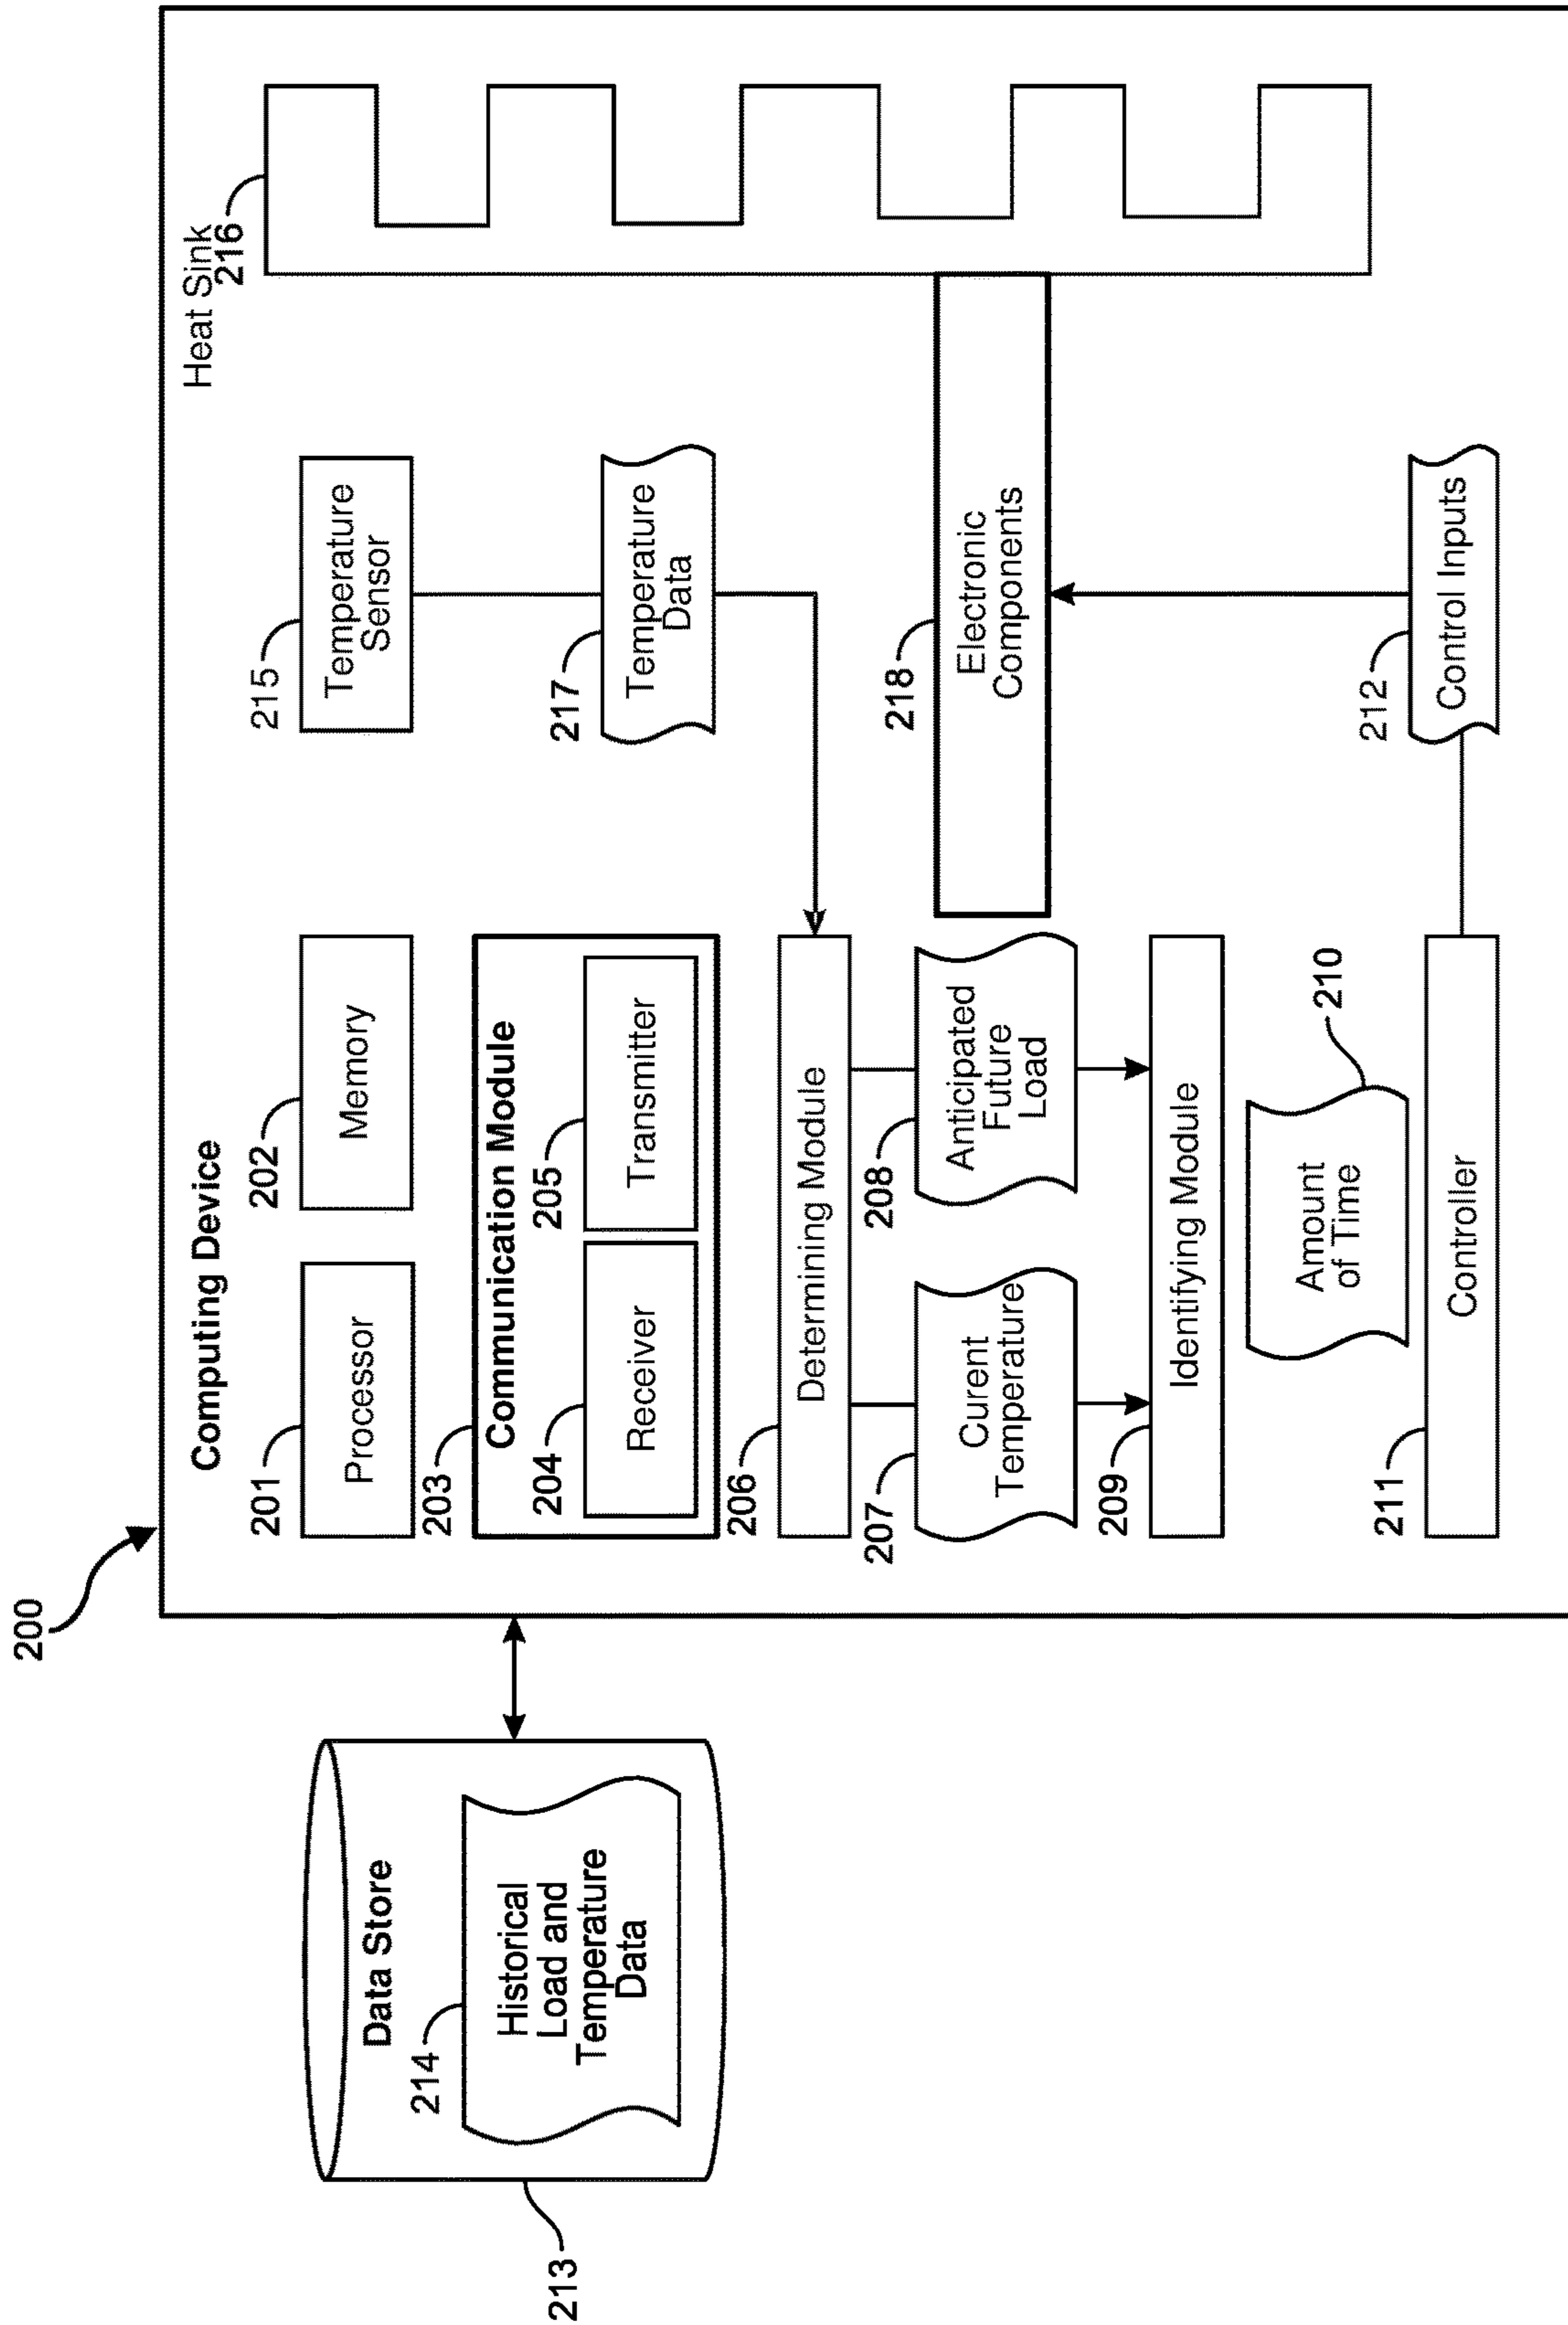 200
Computing Device
Heat Sink
216
201
Processor
202
Memory
215
Temperature
Sensor
203
Communication Module
204
Receiver
205
Transmitter
217
Temperature
Data
206
Determining Module
207
Curent
Temperature
208
Anticipated
Future
Load
218
Electronic
Components
209
Identifying Module
Amount
of Time
210
211
Controller
212
Control Inputs
Data Store
214
Historical
Load and
Temperature
Data
213